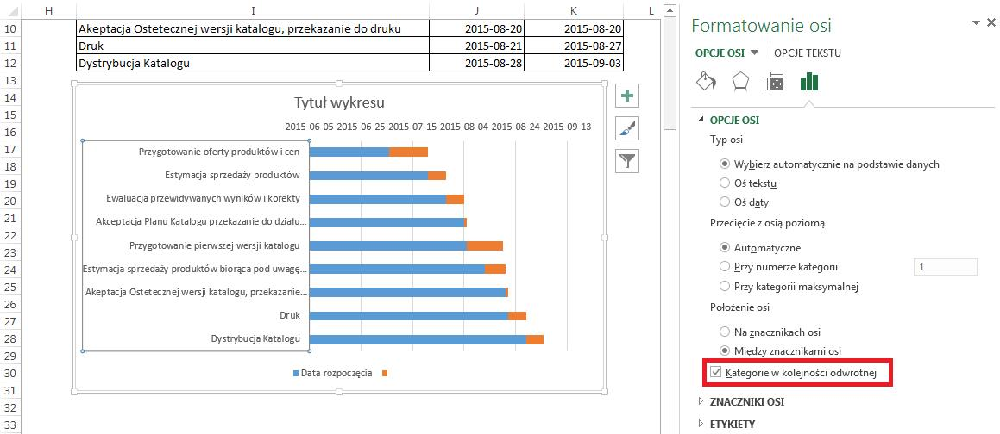 H I J K L
10 Akeptacja Ostetecznej wersji katalogu, przekazanie do druku 2015-08-20 2015-08-20
11 Druk 2015-08-21 2015-08-27
12 Dystrybucja Katalogu 2015-08-28 2015-09-03
13
14
15
16
17
18
19
20
21
22
23
24
25
26
27
28
29
30
31
32
33
Tytuł wykresu
2015-06-05 2015-06-25 2015-07-15 2015-08-04 2015-08-24 2015-09-13
Przygotowanie oferty produktów i cen
Estymacja sprzedaży produktów
Ewaluacja przewidywanych wyników i korekty
Akceptacja Planu Katalogu przekazanie do działu...
Przygotowanie pierwszej wersji katalogu
Estymacja sprzedaży produktów biorąca pod uwagę...
Akeptacja Ostetecznej wersji katalogu, przekazanie...
Druk
Dystrybucja Katalogu
Data rozpoczęcia
Formatowanie osi
OPCJE OSI OPCJE TEKSTU
OPCJE OSI
Typ osi
Wybierz automatycznie na podstawie danych
Oś tekstu
Oś daty
Przecięcie z osią poziomą
Automatyczne
Przy numerze kategorii 1
Przy kategorii maksymalnej
Położenie osi
Na znacznikach osi
Między znacznikami osi
Kategorie w kolejności odwrotnej
ZNACZNIKI OSI
ETYKIETY